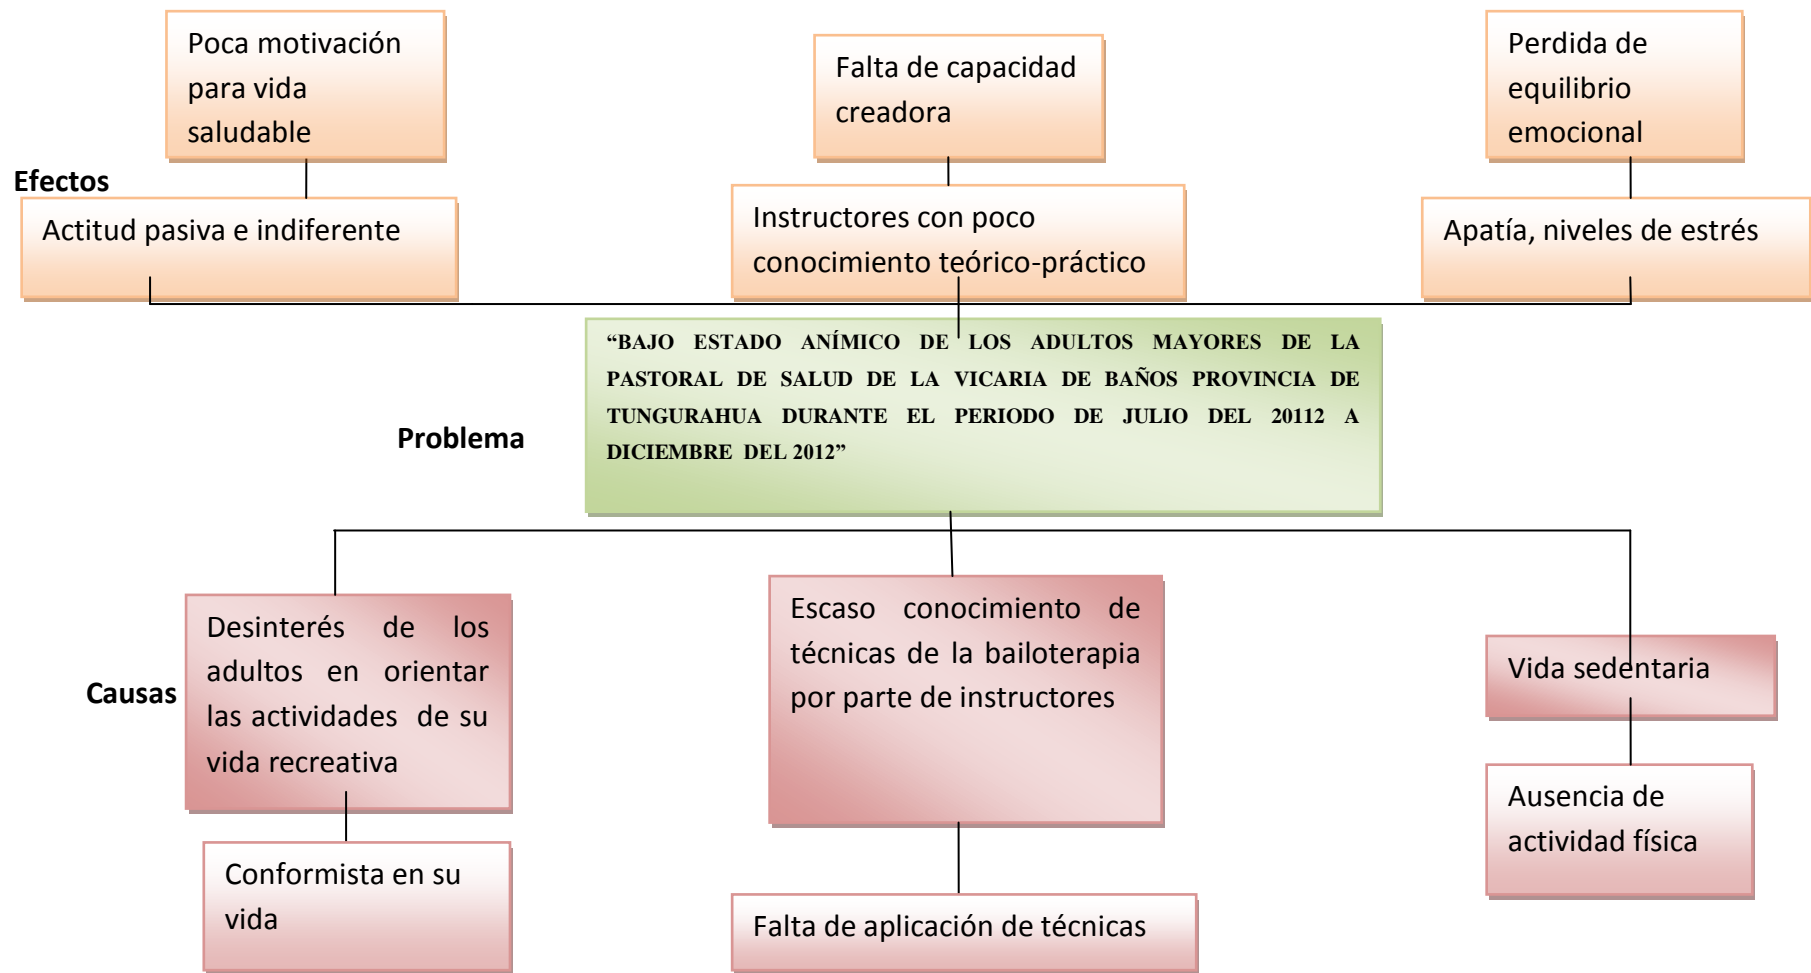 Poca motivación
para vida
saludable
Falta de capacidad
creadora
Perdida de
equilibrio
emocional
Efectos
Actitud pasiva e indiferente
Instructores con poco
conocimiento teórico-práctico
Apatía, niveles de estrés
“BAJO ESTADO ANÍMICO DE LOS ADULTOS MAYORES DE LA
PASTORAL DE SALUD DE LA VICARIA DE BAÑOS PROVINCIA DE
TUNGURAHUA DURANTE EL PERIODO DE JULIO DEL 20112 A
DICIEMBRE DEL 2012”
Problema
Causas
Desinterés de los
adultos en orientar
las actividades de su
vida recreativa
Escaso conocimiento de
técnicas de la bailoterapia
por parte de instructores
Vida sedentaria
Conformista en su
vida
Falta de aplicación de técnicas
Ausencia de
actividad física